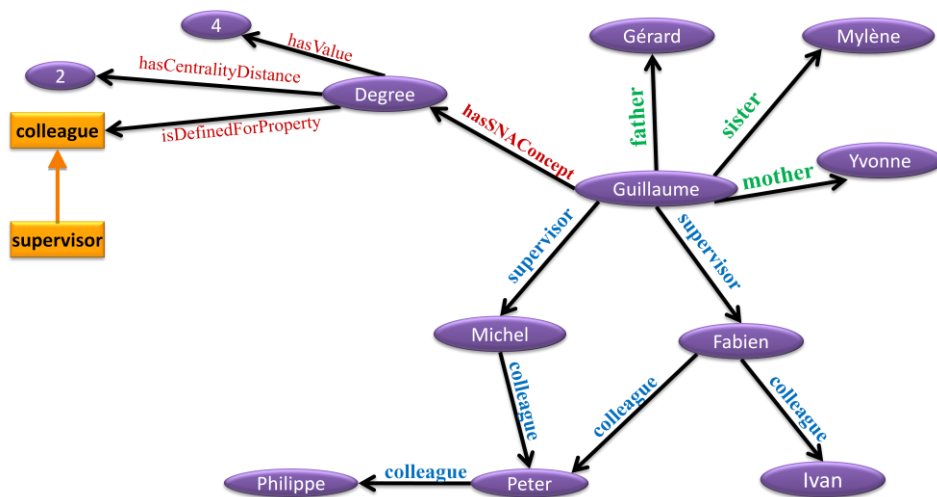 4
hasValue
Gérard
Mylène
2
hasCentralityDistance
Degree
colleague
isDefinedForProperty
hasSNAConcept
father
sister
Yvonne
mother
Guillaume
supervisor
supervisor
supervisor
Michel
Fabien
colleague
colleague
colleague
Philippe
colleague
Peter
Ivan